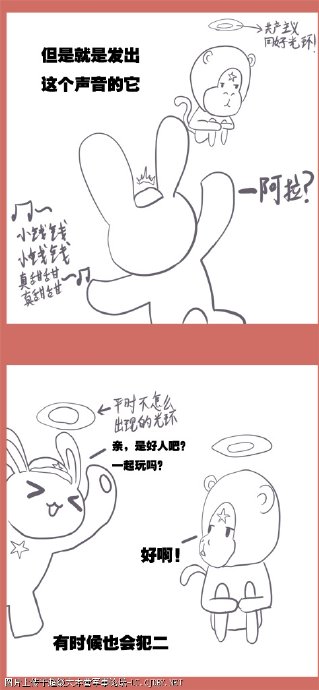 但是就是发出
这个声音的它
共产主义
同好光环!
一阿拉?
小钱钱
小钱钱
真甜甜
真甜甜
平时不怎么
出现的光环
亲，是好人吧?
一起玩吗?
好啊!
有时候也会犯二